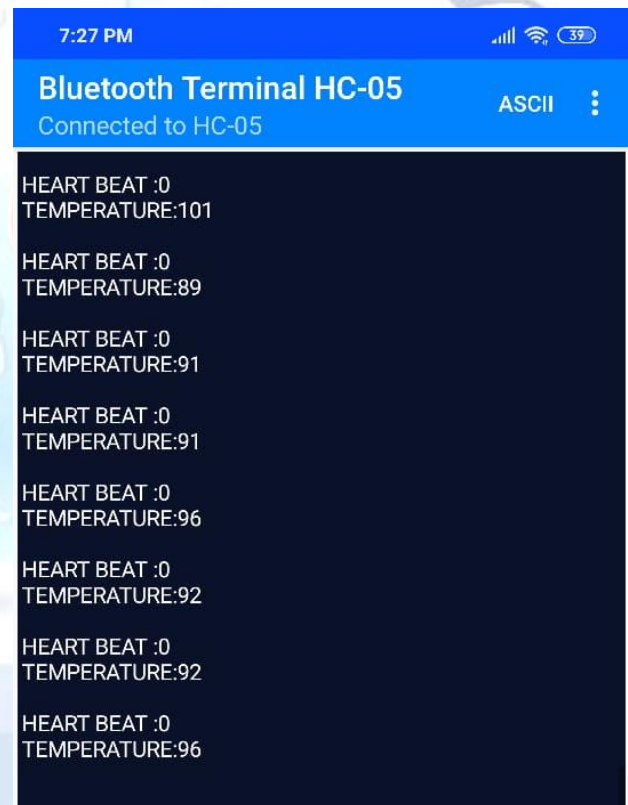 7:27 PM
39
Bluetooth Terminal HC-05
ASCII
Connected to HC-05
HEART BEAT :0
TEMPERATURE:101
HEART BEAT :0
TEMPERATURE:89
HEART BEAT :0
TEMPERATURE:91
HEART BEAT :0
TEMPERATURE:91
HEART BEAT :0
TEMPERATURE:96
HEART BEAT :0
TEMPERATURE:92
HEART BEAT :0
TEMPERATURE:92
HEART BEAT :0
TEMPERATURE:96